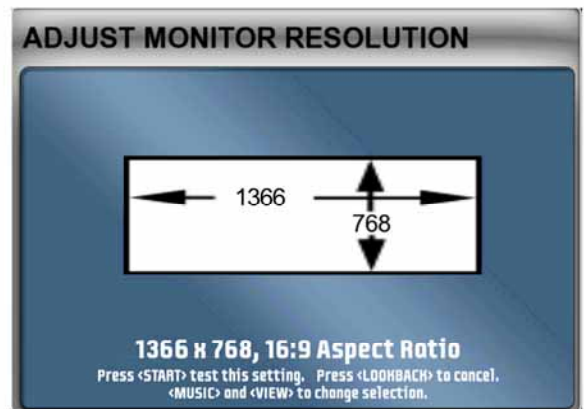 ADJUST MONITOR RESOLUTION
1366
768
1366 x 768, 16:9 Aspect Ratio
Press <START> test this setting. Press <LOOKBACK> to cancel.
<MUSIC> and <VIEW> to change selection.